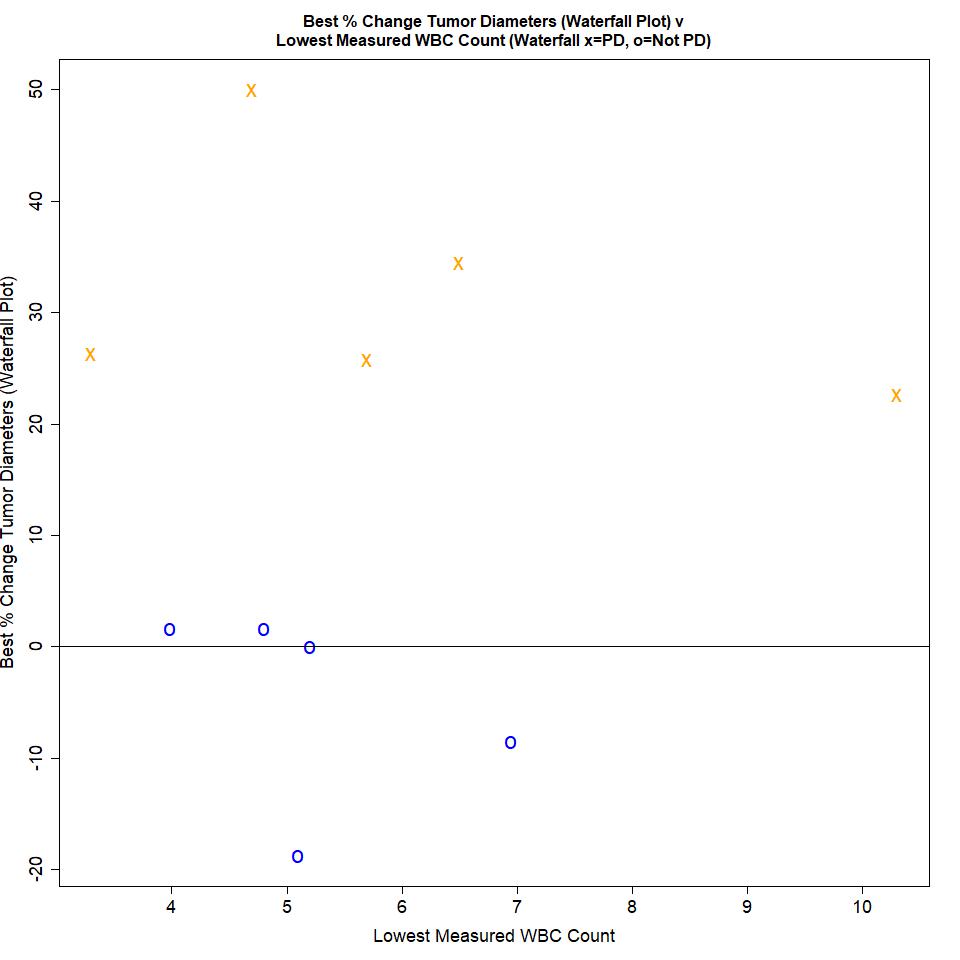 Best % Change Tumor Diameters (Waterfall Plot) v
Lowest Measured WBC Count (Waterfall x=PD, o=Not PD)
Best % Change Tumor Diameters (Waterfall Plot)
50
40
30
20
10
0
-10
-20
X
X
X
X
X
O
O
O
O
O
4 5 6 7 8 9 10
Lowest Measured WBC Count